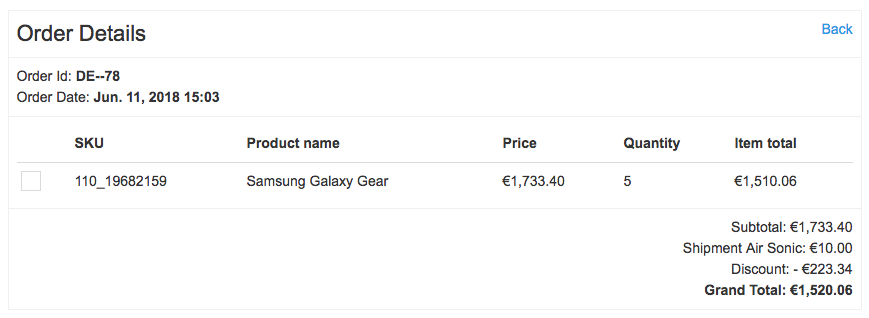 Order Details
Back
Order Id: DE--78
Order Date: Jun. 11, 2018 15:03
SKU Product name Price Quantity Item total
110_19682159 Samsung Galaxy Gear €1,733.40 5 €1,510.06
Subtotal: €1,733.40
Shipment Air Sonic: €10.00
Discount: - €223.34
Grand Total: €1,520.06